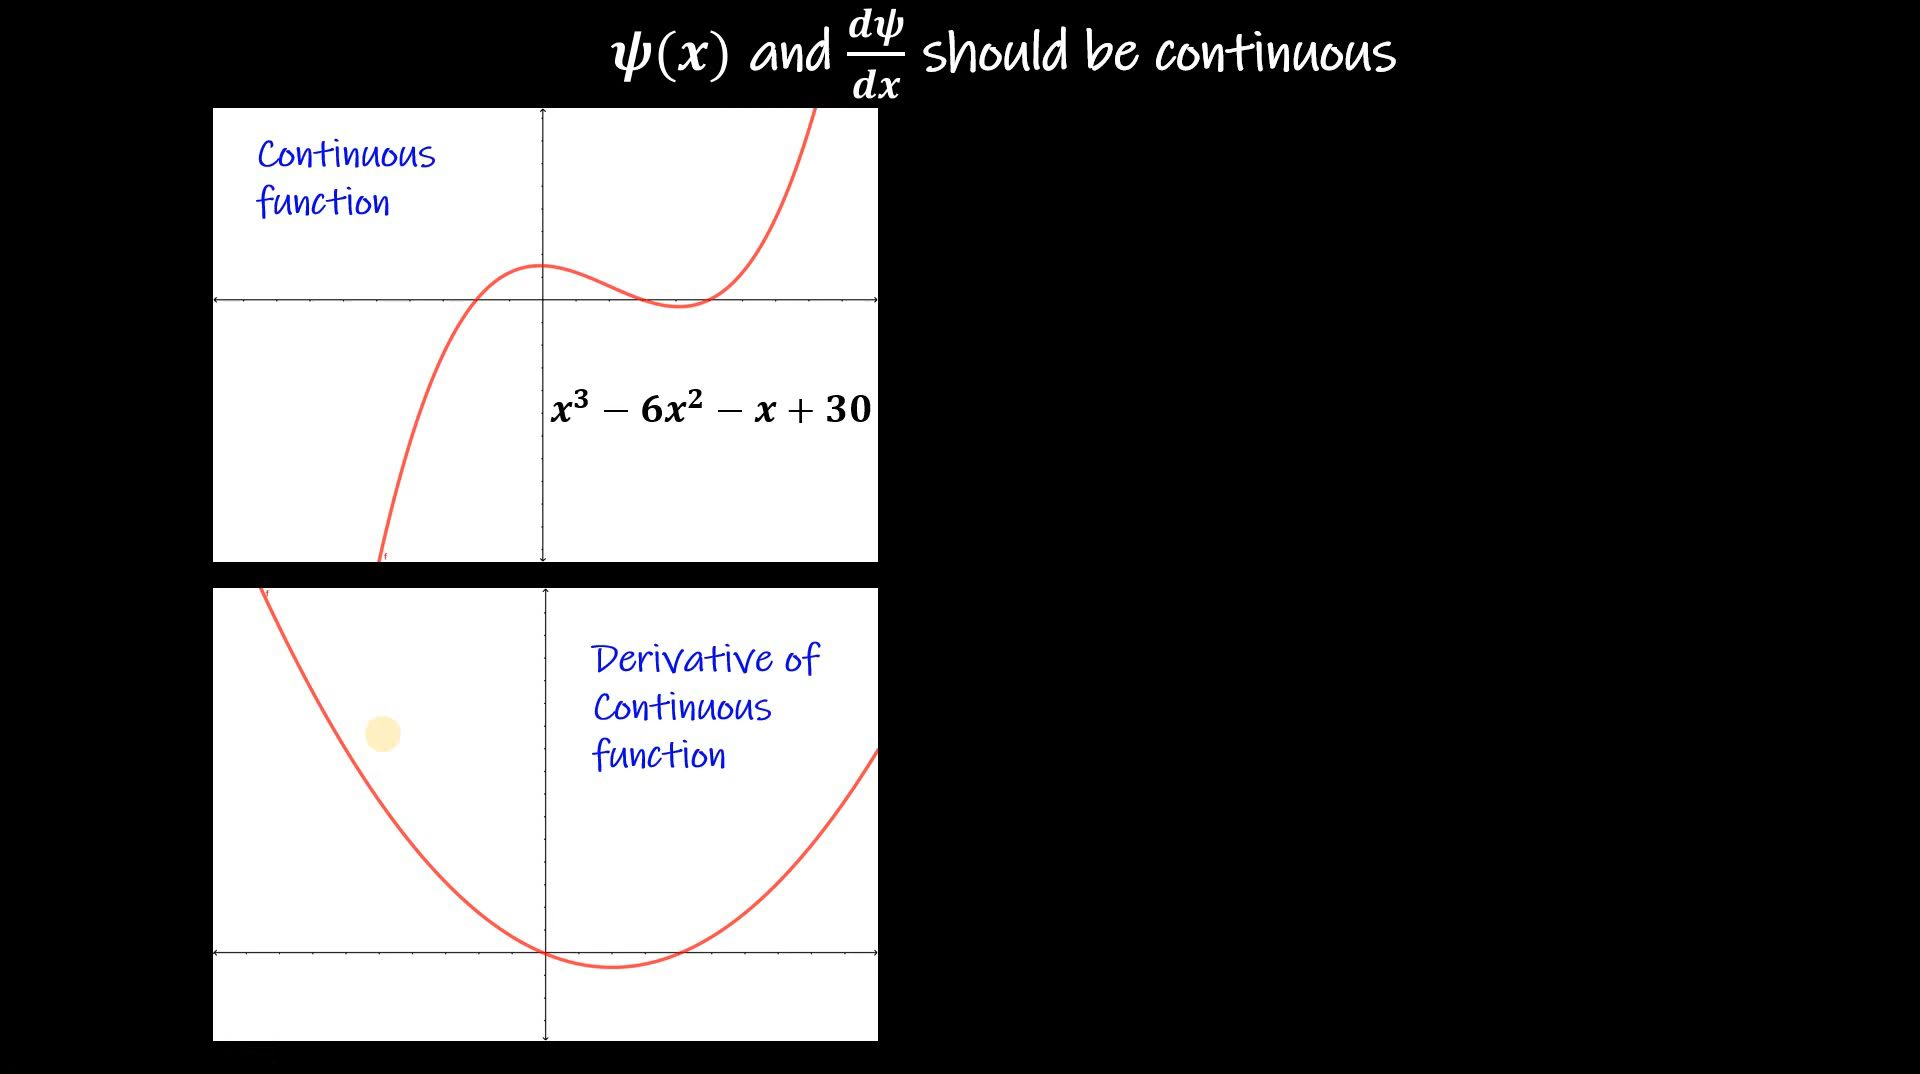 ψ(x) and dψ/dx should be continuous
Continuous
function
f
x³ − 6x² − x + 30
f
Derivative of
Continuous
function